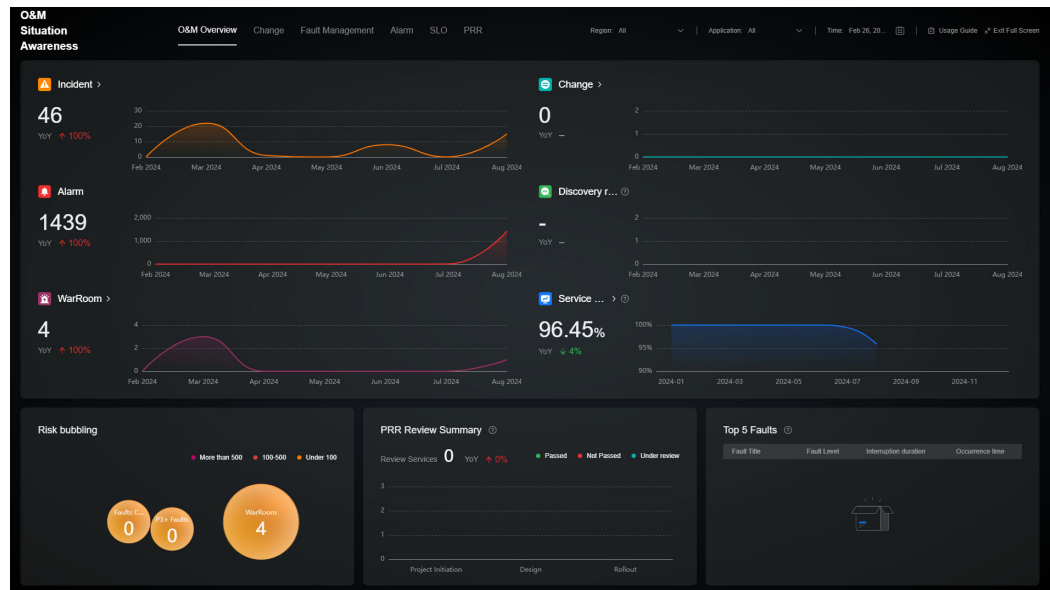 O&M
Situation
Awareness
O&M Overview Change Fault Management Alarm SLO PRR
Region: All
Application: All
Time: Feb 26, 20...
Usage Guide
Exit Full Screen
Incident >
46
YoY ↑ 100%
30
20
10
0
Feb 2024 Mar 2024 Apr 2024 May 2024 Jun 2024 Jul 2024 Aug 2024
Change >
0
YoY –
2
1
0
Feb 2024 Mar 2024 Apr 2024 May 2024 Jun 2024 Jul 2024 Aug 2024
Alarm
1439
YoY ↑ 100%
2,000
1,000
0
Feb 2024 Mar 2024 Apr 2024 May 2024 Jun 2024 Jul 2024 Aug 2024
Discovery r...
-
YoY –
2
1
0
Feb 2024 Mar 2024 Apr 2024 May 2024 Jun 2024 Jul 2024 Aug 2024
WarRoom >
4
YoY ↑ 100%
4
2
0
Feb 2024 Mar 2024 Apr 2024 May 2024 Jun 2024 Jul 2024 Aug 2024
Service ... >
96.45%
YoY ↓ 4%
100%
95%
90%
2024-01 2024-03 2024-05 2024-07 2024-09 2024-11
Risk bubbling
More than 500 100-500 Under 100
Faults C...
0
P3+ Faults
0
WarRoom
4
PRR Review Summary
Review Services 0 YoY ↑ 0%
Passed Not Passed Under review
3
2
1
0
Project Initiation Design Rollout
Top 5 Faults
Fault Title Fault Level Interruption duration Occurrence time